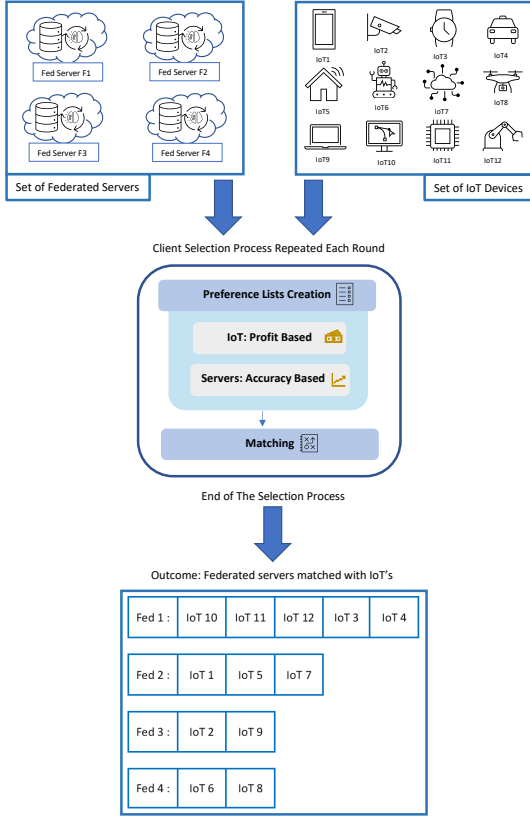 Fed Server F1
Fed Server F2
Fed Server F3
Fed Server F4
Set of Federated Servers
IoT1
IoT2
IoT3
IoT4
IoT5
IoT6
IoT7
IoT8
IoT9
IoT10
IoT11
IoT12
Set of IoT Devices
Client Selection Process Repeated Each Round
Preference Lists Creation
IoT: Profit Based
Servers: Accuracy Based
Matching
End of The Selection Process
Outcome: Federated servers matched with IoT's
Fed 1 : IoT 10 IoT 11 IoT 12 IoT 3 IoT 4
Fed 2 : IoT 1 IoT 5 IoT 7
Fed 3 : IoT 2 IoT 9
Fed 4 : IoT 6 IoT 8